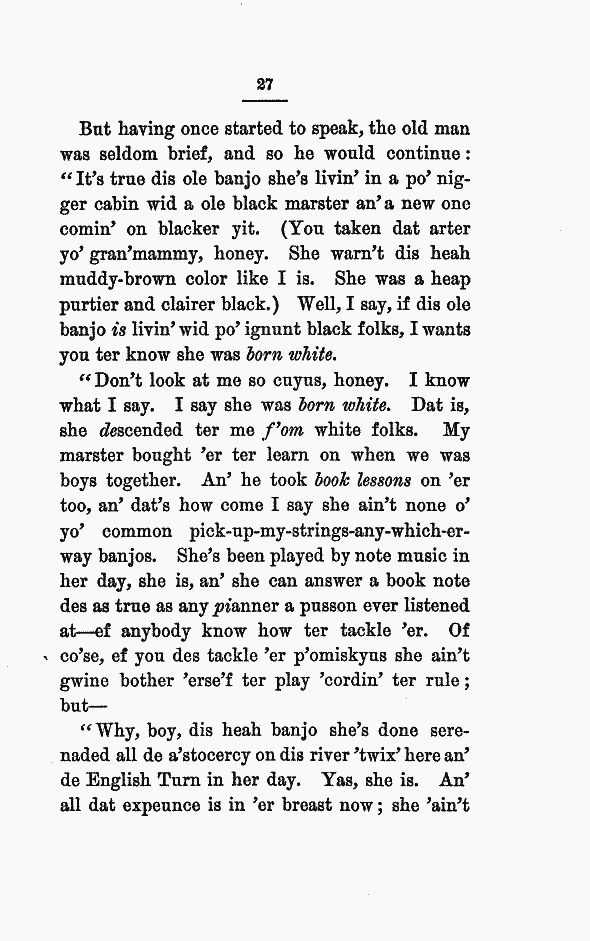 27
But having once started to speak, the old man
was seldom brief, and so he would continue:
“It's true dis ole banjo she's livin' in a po' nig-
ger cabin wid a ole black marster an' a new one
comin' on blacker yit. (You taken dat arter
yo' gran'mammy, honey. She warn't dis heah
muddy-brown color like I is. She was a heap
purtier and clairer black.) Well, I say, if dis ole
banjo is livin' wid po' ignunt black folks, I wants
you ter know she was born white.
“Don't look at me so cuyus, honey. I know
what I say. I say she was born white. Dat is,
she descended ter me f'om white folks. My
marster bought 'er ter learn on when we was
boys together. An' he took book lessons on 'er
too, an' dat's how come I say she ain't none o'
yo' common pick-up-my-strings-any-which-er-
way banjos. She's been played by note music in
her day, she is, an' she can answer a book note
des as true as any pianner a pusson ever listened
at—ef anybody know how ter tackle 'er. Of
co'se, ef you des tackle 'er p'omiskyus she ain't
gwine bother 'erse'f ter play 'cordin' ter rule;
but—
“Why, boy, dis heah banjo she's done sere-
naded all de a'stocercy on dis river 'twix' here an'
de English Turn in her day. Yas, she is. An'
all dat expeunce is in 'er breast now; she 'ain't